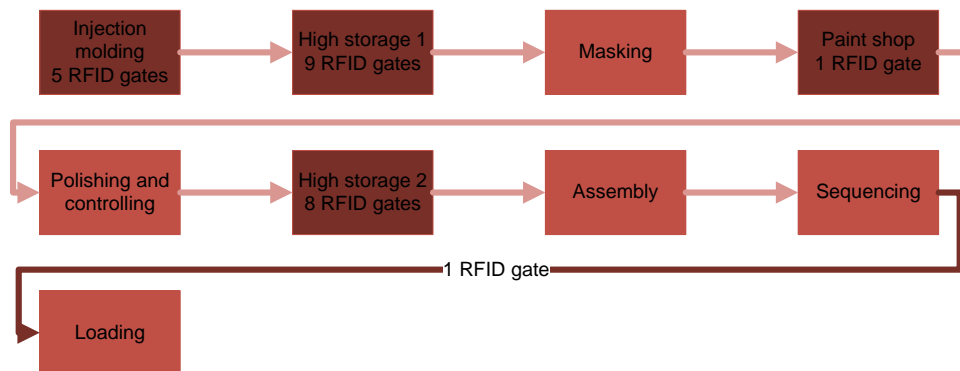 Injection
molding
5 RFID gates
High storage 1
9 RFID gates
Masking
Paint shop
1 RFID gate
Polishing and
controlling
High storage 2
8 RFID gates
Assembly
Sequencing
1 RFID gate
Loading